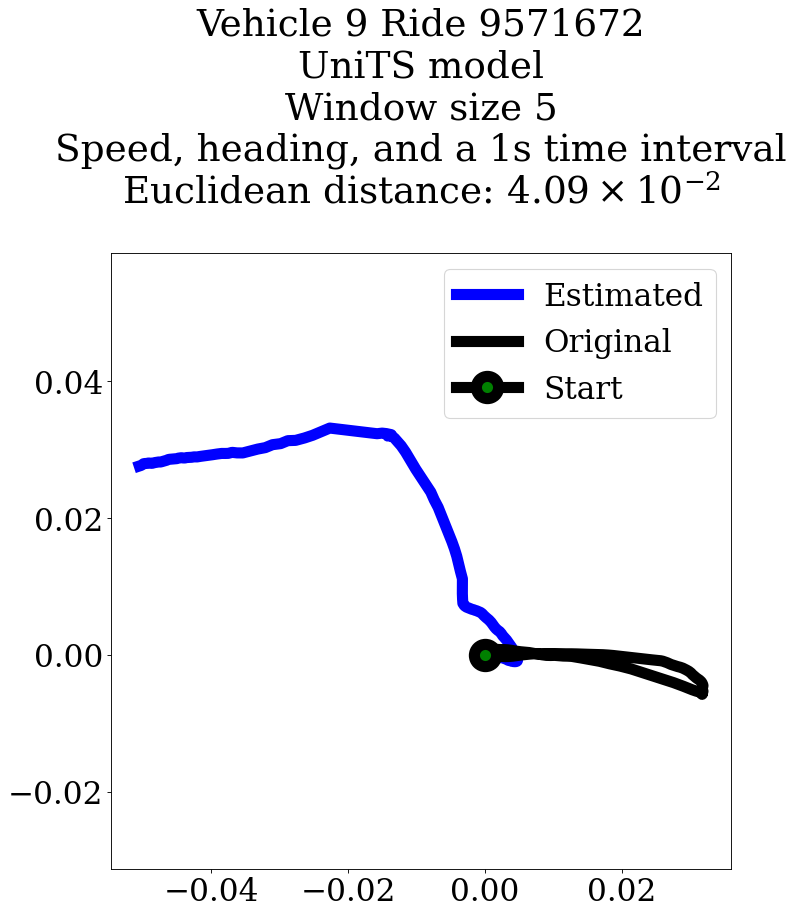 Vehicle 9 Ride 9571672
UniTS model
Window size 5
Speed, heading, and a 1s time interval
Euclidean distance: 4.09 × 10⁻²
Estimated
Original
Start
0.04
0.02
0.00
−0.02
−0.04 −0.02 0.00 0.02